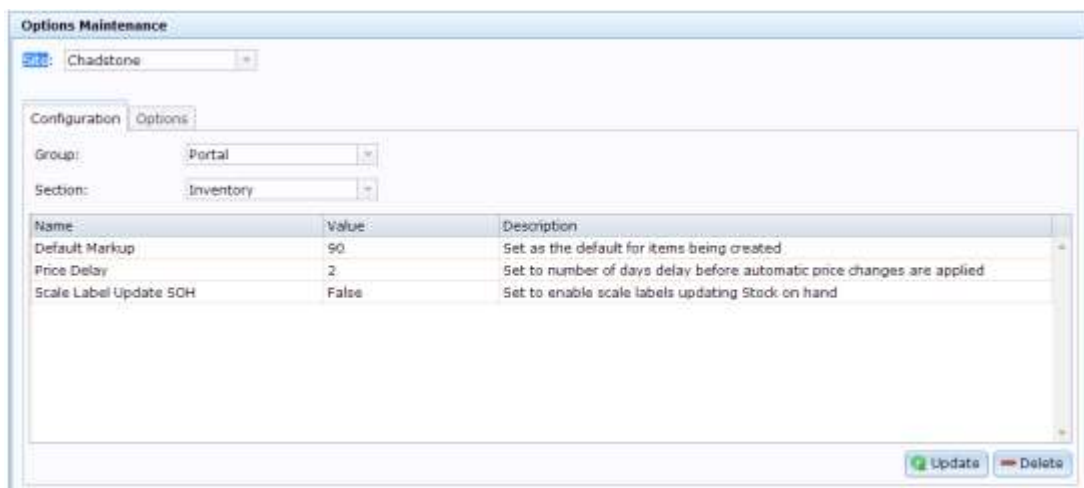 Options Maintenance
Site: Chadstone
Configuration Options
Group: Portal
Section: Inventory
Name Value Description
Default Markup 90 Set as the default for items being created
Price Delay 2 Set to number of days delay before automatic price changes are applied
Scale Label Update SOH False Set to enable scale labels updating Stock on hand
Update Delete